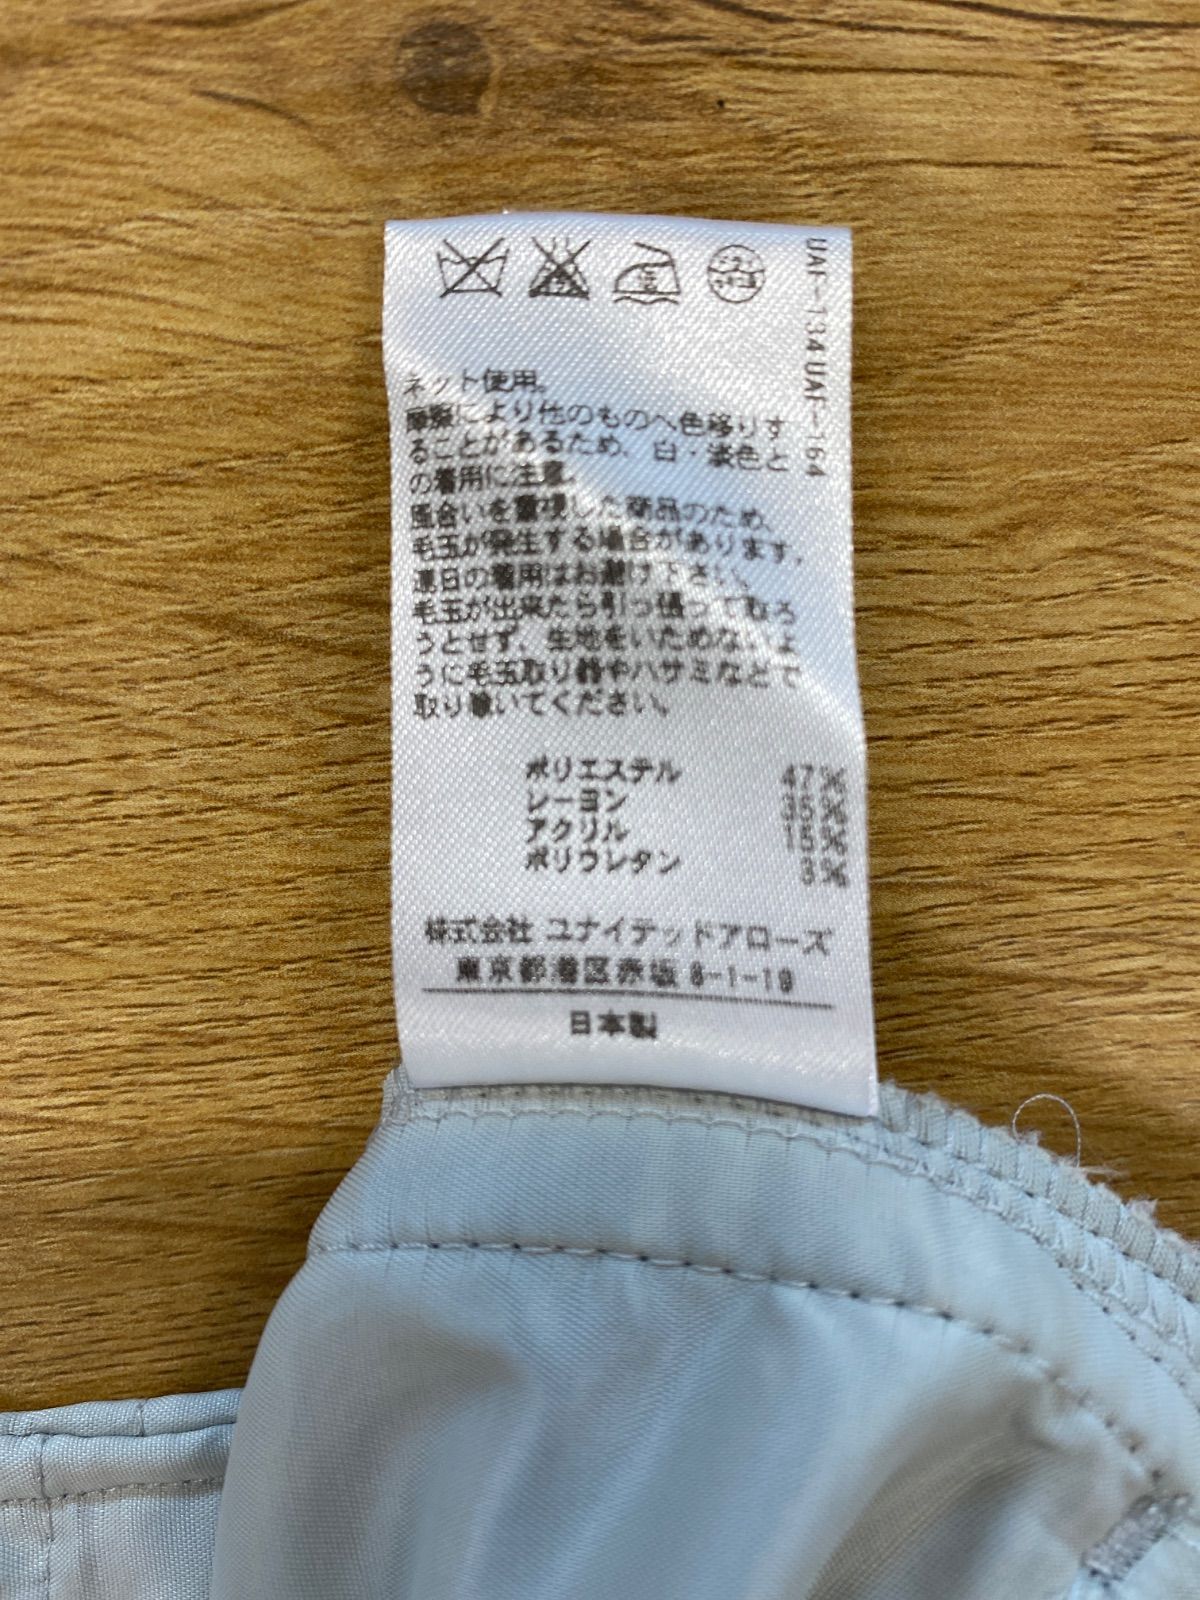 ネット使用。
摩擦により他のものへ色移りす
ることがあるため、白・淡色と
の着用に注意。
風合いを重視した商品のため、
毛玉が発生する場合があります。
連日の着用はお避け下さい。
毛玉が出来たら引っ張って取ろ
うとせず、生地をいためないよ
うに毛玉取り器やハサミなどで
取り除いてください。
ポリエステル 47%
レーヨン 35%
アクリル 15%
ポリウレタン 3%
株式会社 ユナイテッドアローズ
東京都港区赤坂 8-1-19
日本製